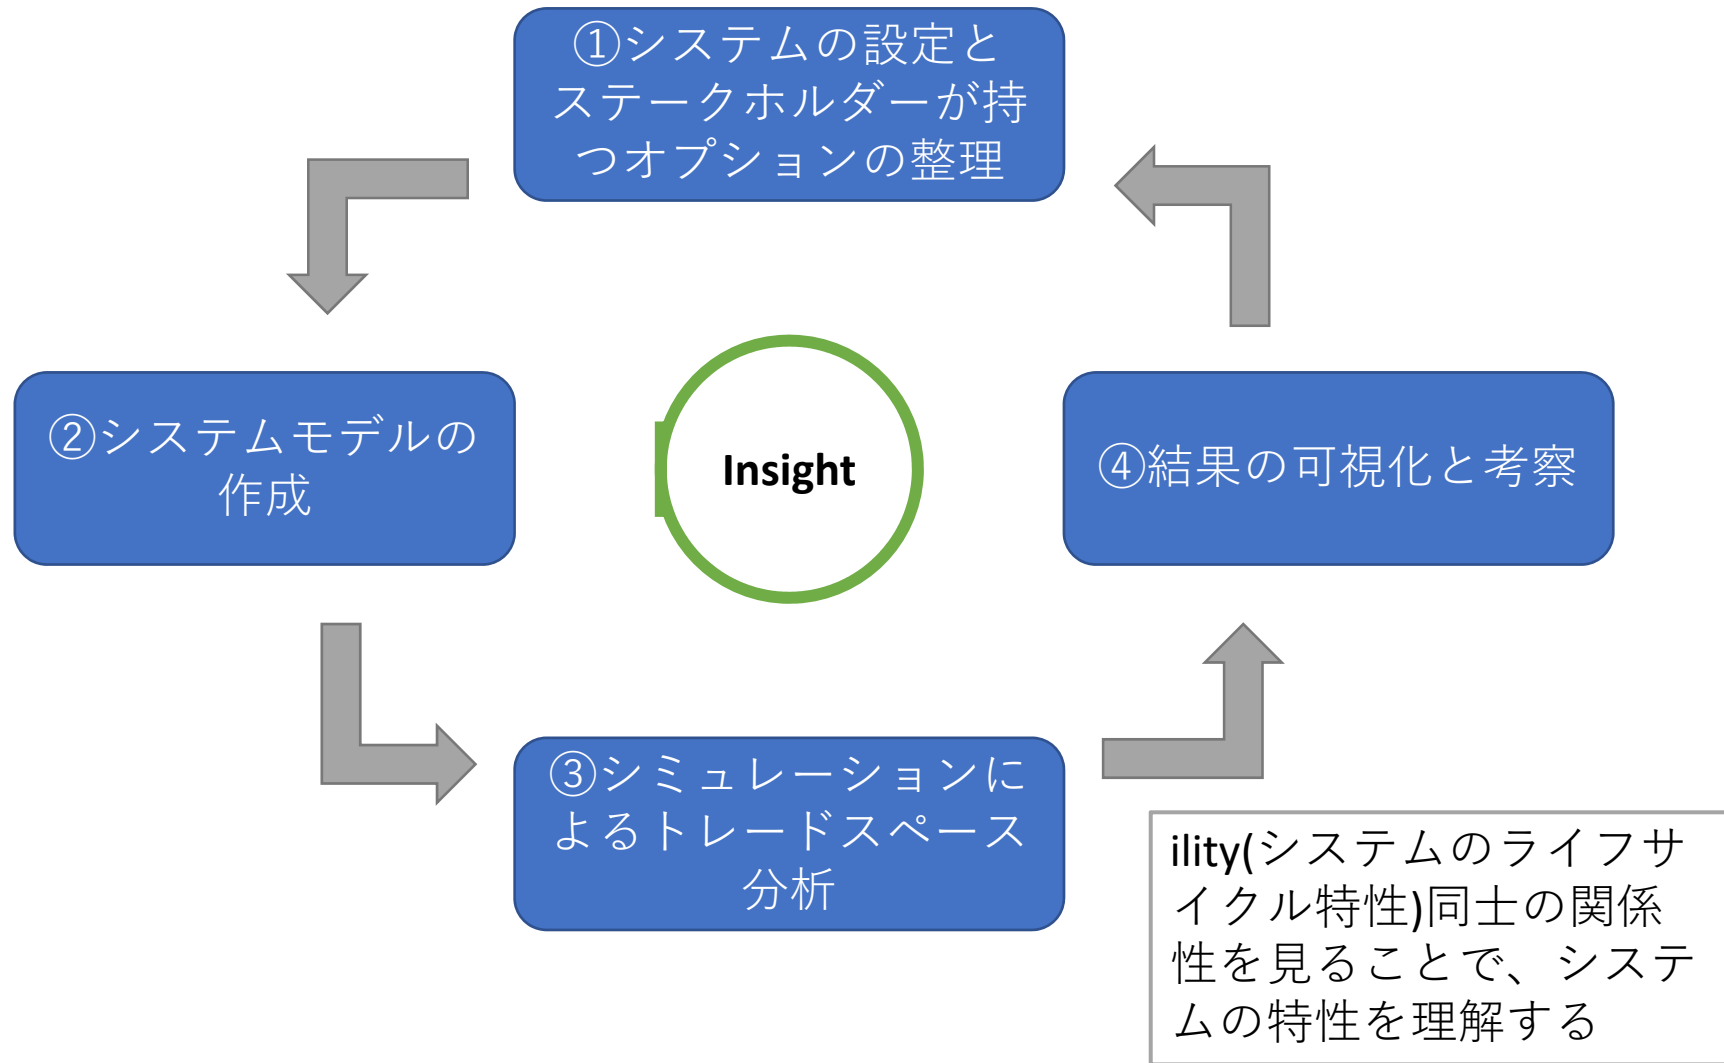 ①システムの設定と
ステークホルダーが持
つオプションの整理
②システムモデルの
作成
Insight
④結果の可視化と考察
③シミュレーションに
よるトレードスペース
分析
ility(システムのライフサ
イクル特性)同士の関係
性を見ることで、システ
ムの特性を理解する